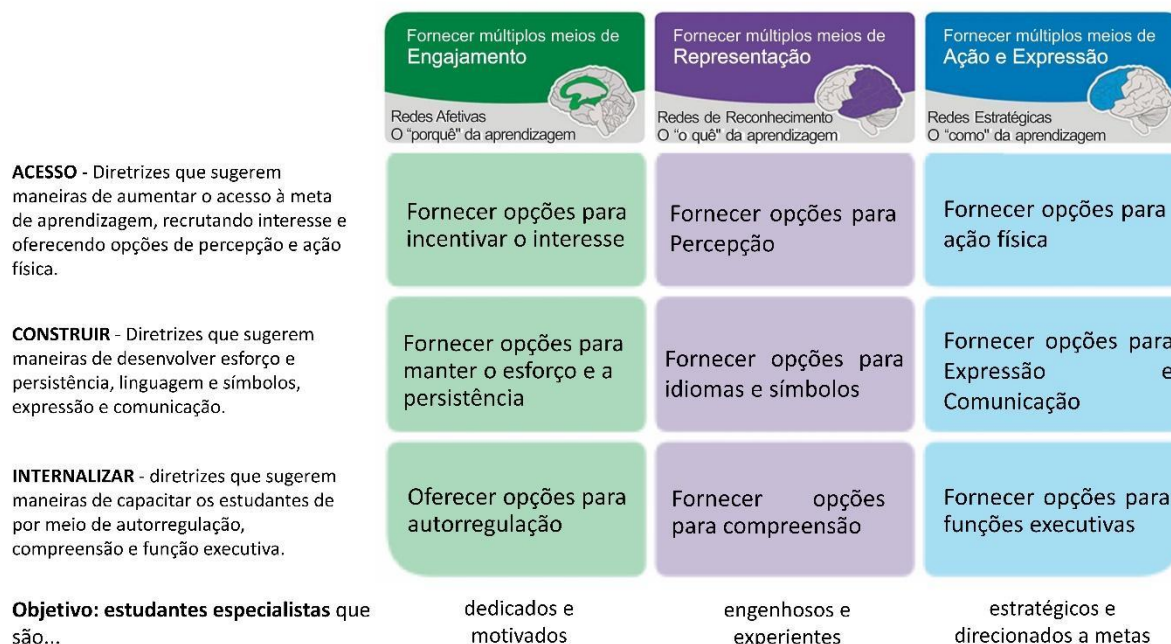 Fornecer múltiplos meios de
Engajamento
Redes Afetivas
O "porquê" da aprendizagem
Fornecer múltiplos meios de
Representação
Redes de Reconhecimento
O "o quê" da aprendizagem
Fornecer múltiplos meios de
Ação e Expressão
Redes Estratégicas
O "como" da aprendizagem
ACESSO - Diretrizes que sugerem
maneiras de aumentar o acesso à meta
de aprendizagem, recrutando interesse e
oferecendo opções de percepção e ação
física.
Fornecer opções para
incentivar o interesse
Fornecer opções para
Percepção
Fornecer opções para
ação física
CONSTRUIR - Diretrizes que sugerem
maneiras de desenvolver esforço e
persistência, linguagem e símbolos,
expressão e comunicação.
Fornecer opções para
manter o esforço e a
persistência
Fornecer opções para
idiomas e símbolos
Fornecer opções para
Expressão e
Comunicação
INTERNALIZAR - diretrizes que sugerem
maneiras de capacitar os estudantes de
por meio de autorregulação,
compreensão e função executiva.
Oferecer opções para
autorregulação
Fornecer opções
para compreensão
Fornecer opções para
funções executivas
Objetivo: estudantes especialistas que
são...
dedicados e
motivados
engenhosos e
experientes
estratégicos e
direcionados a metas